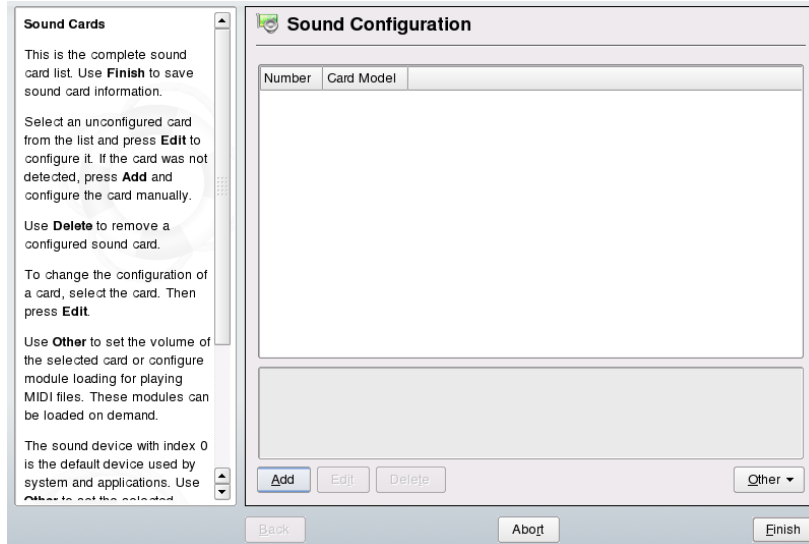 Sound Cards
This is the complete sound
card list. Use Finish to save
sound card information.
Select an unconfigured card
from the list and press Edit to
configure it. If the card was not
detected, press Add and
configure the card manually.
Use Delete to remove a
configured sound card.
To change the configuration of
a card, select the card. Then
press Edit.
Use Other to set the volume of
the selected card or configure
module loading for playing
MIDI files. These modules can
be loaded on demand.
The sound device with index 0
is the default device used by
system and applications. Use
Other to set the selected
Sound Configuration
Number Card Model
Add Edit Delete Other
Back Abort Finish